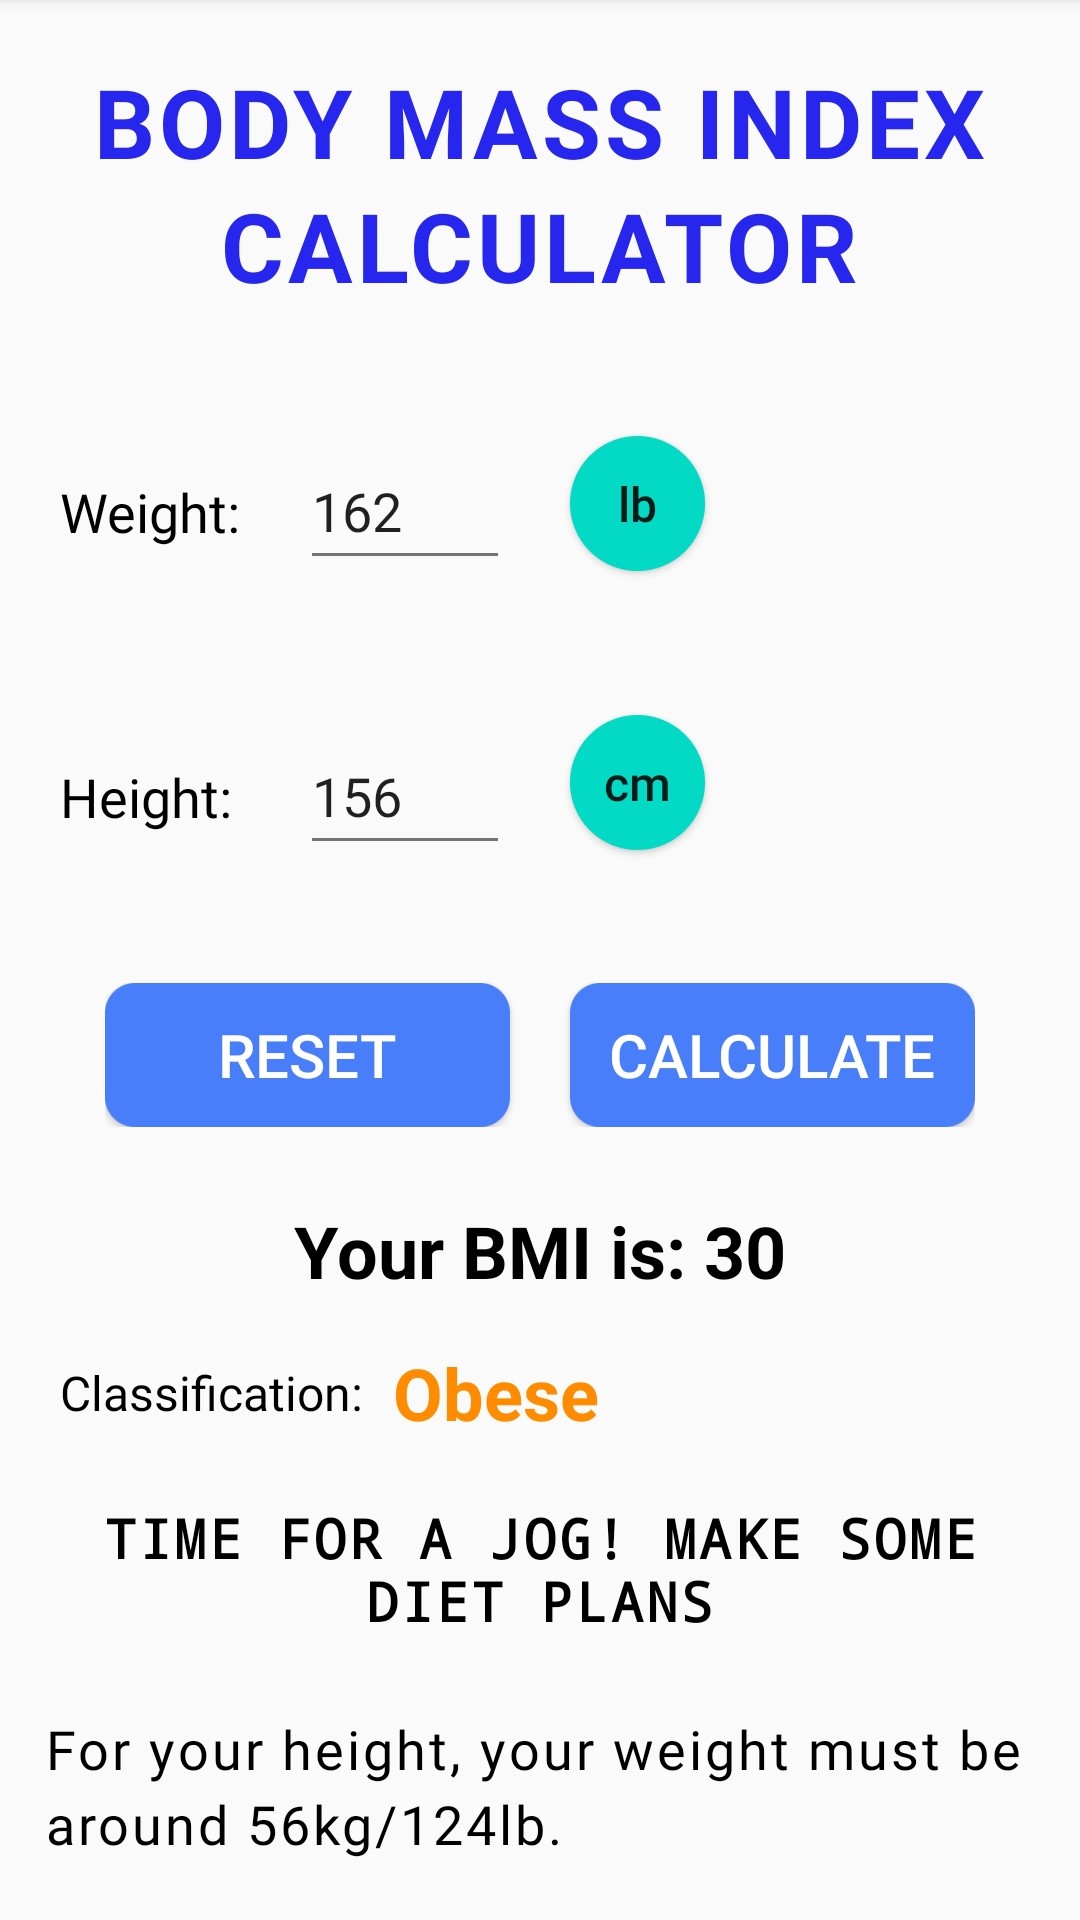 BODY MASS INDEX
CALCULATOR
Weight: 162 lb
Height: 156 cm
RESET CALCULATE
Your BMI is: 30
Classification: Obese
TIME FOR A JOG! MAKE SOME
DIET PLANS
For your height, your weight must be
around 56kg/124lb.